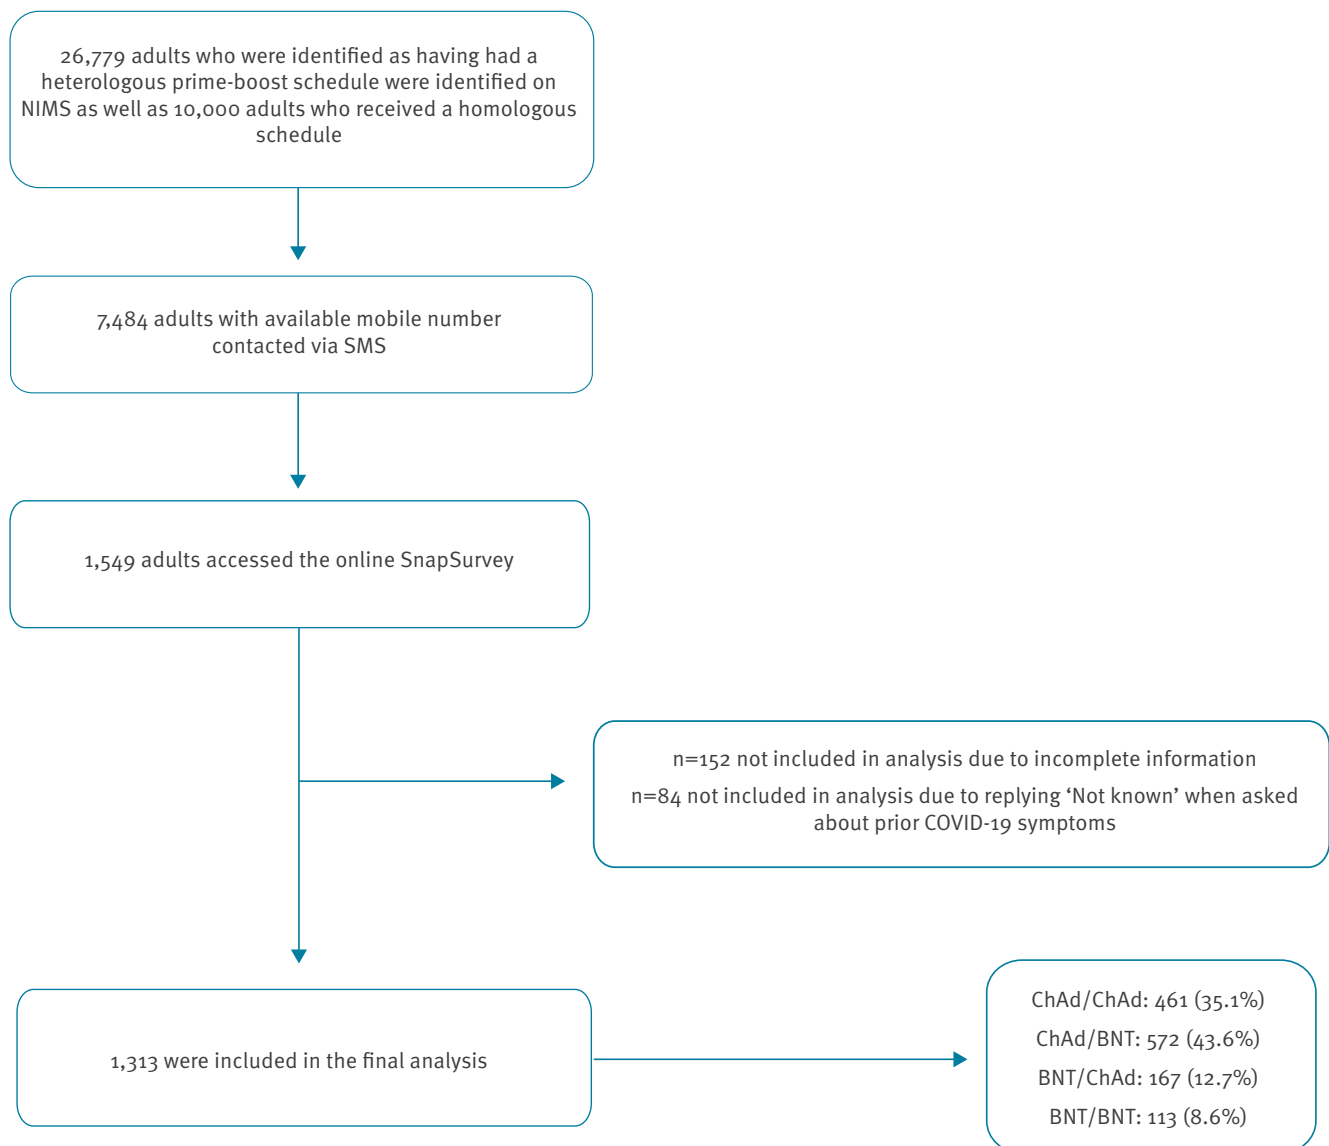 26,779 adults who were identified as having had a
heterologous prime-boost schedule were identified on
NIMS as well as 10,000 adults who received a homologous
schedule
7,484 adults with available mobile number
contacted via SMS
1,549 adults accessed the online SnapSurvey
n=152 not included in analysis due to incomplete information
n=84 not included in analysis due to replying ‘Not known’ when asked
about prior COVID-19 symptoms
1,313 were included in the final analysis
ChAd/ChAd: 461 (35.1%)
ChAd/BNT: 572 (43.6%)
BNT/ChAd: 167 (12.7%)
BNT/BNT: 113 (8.6%)